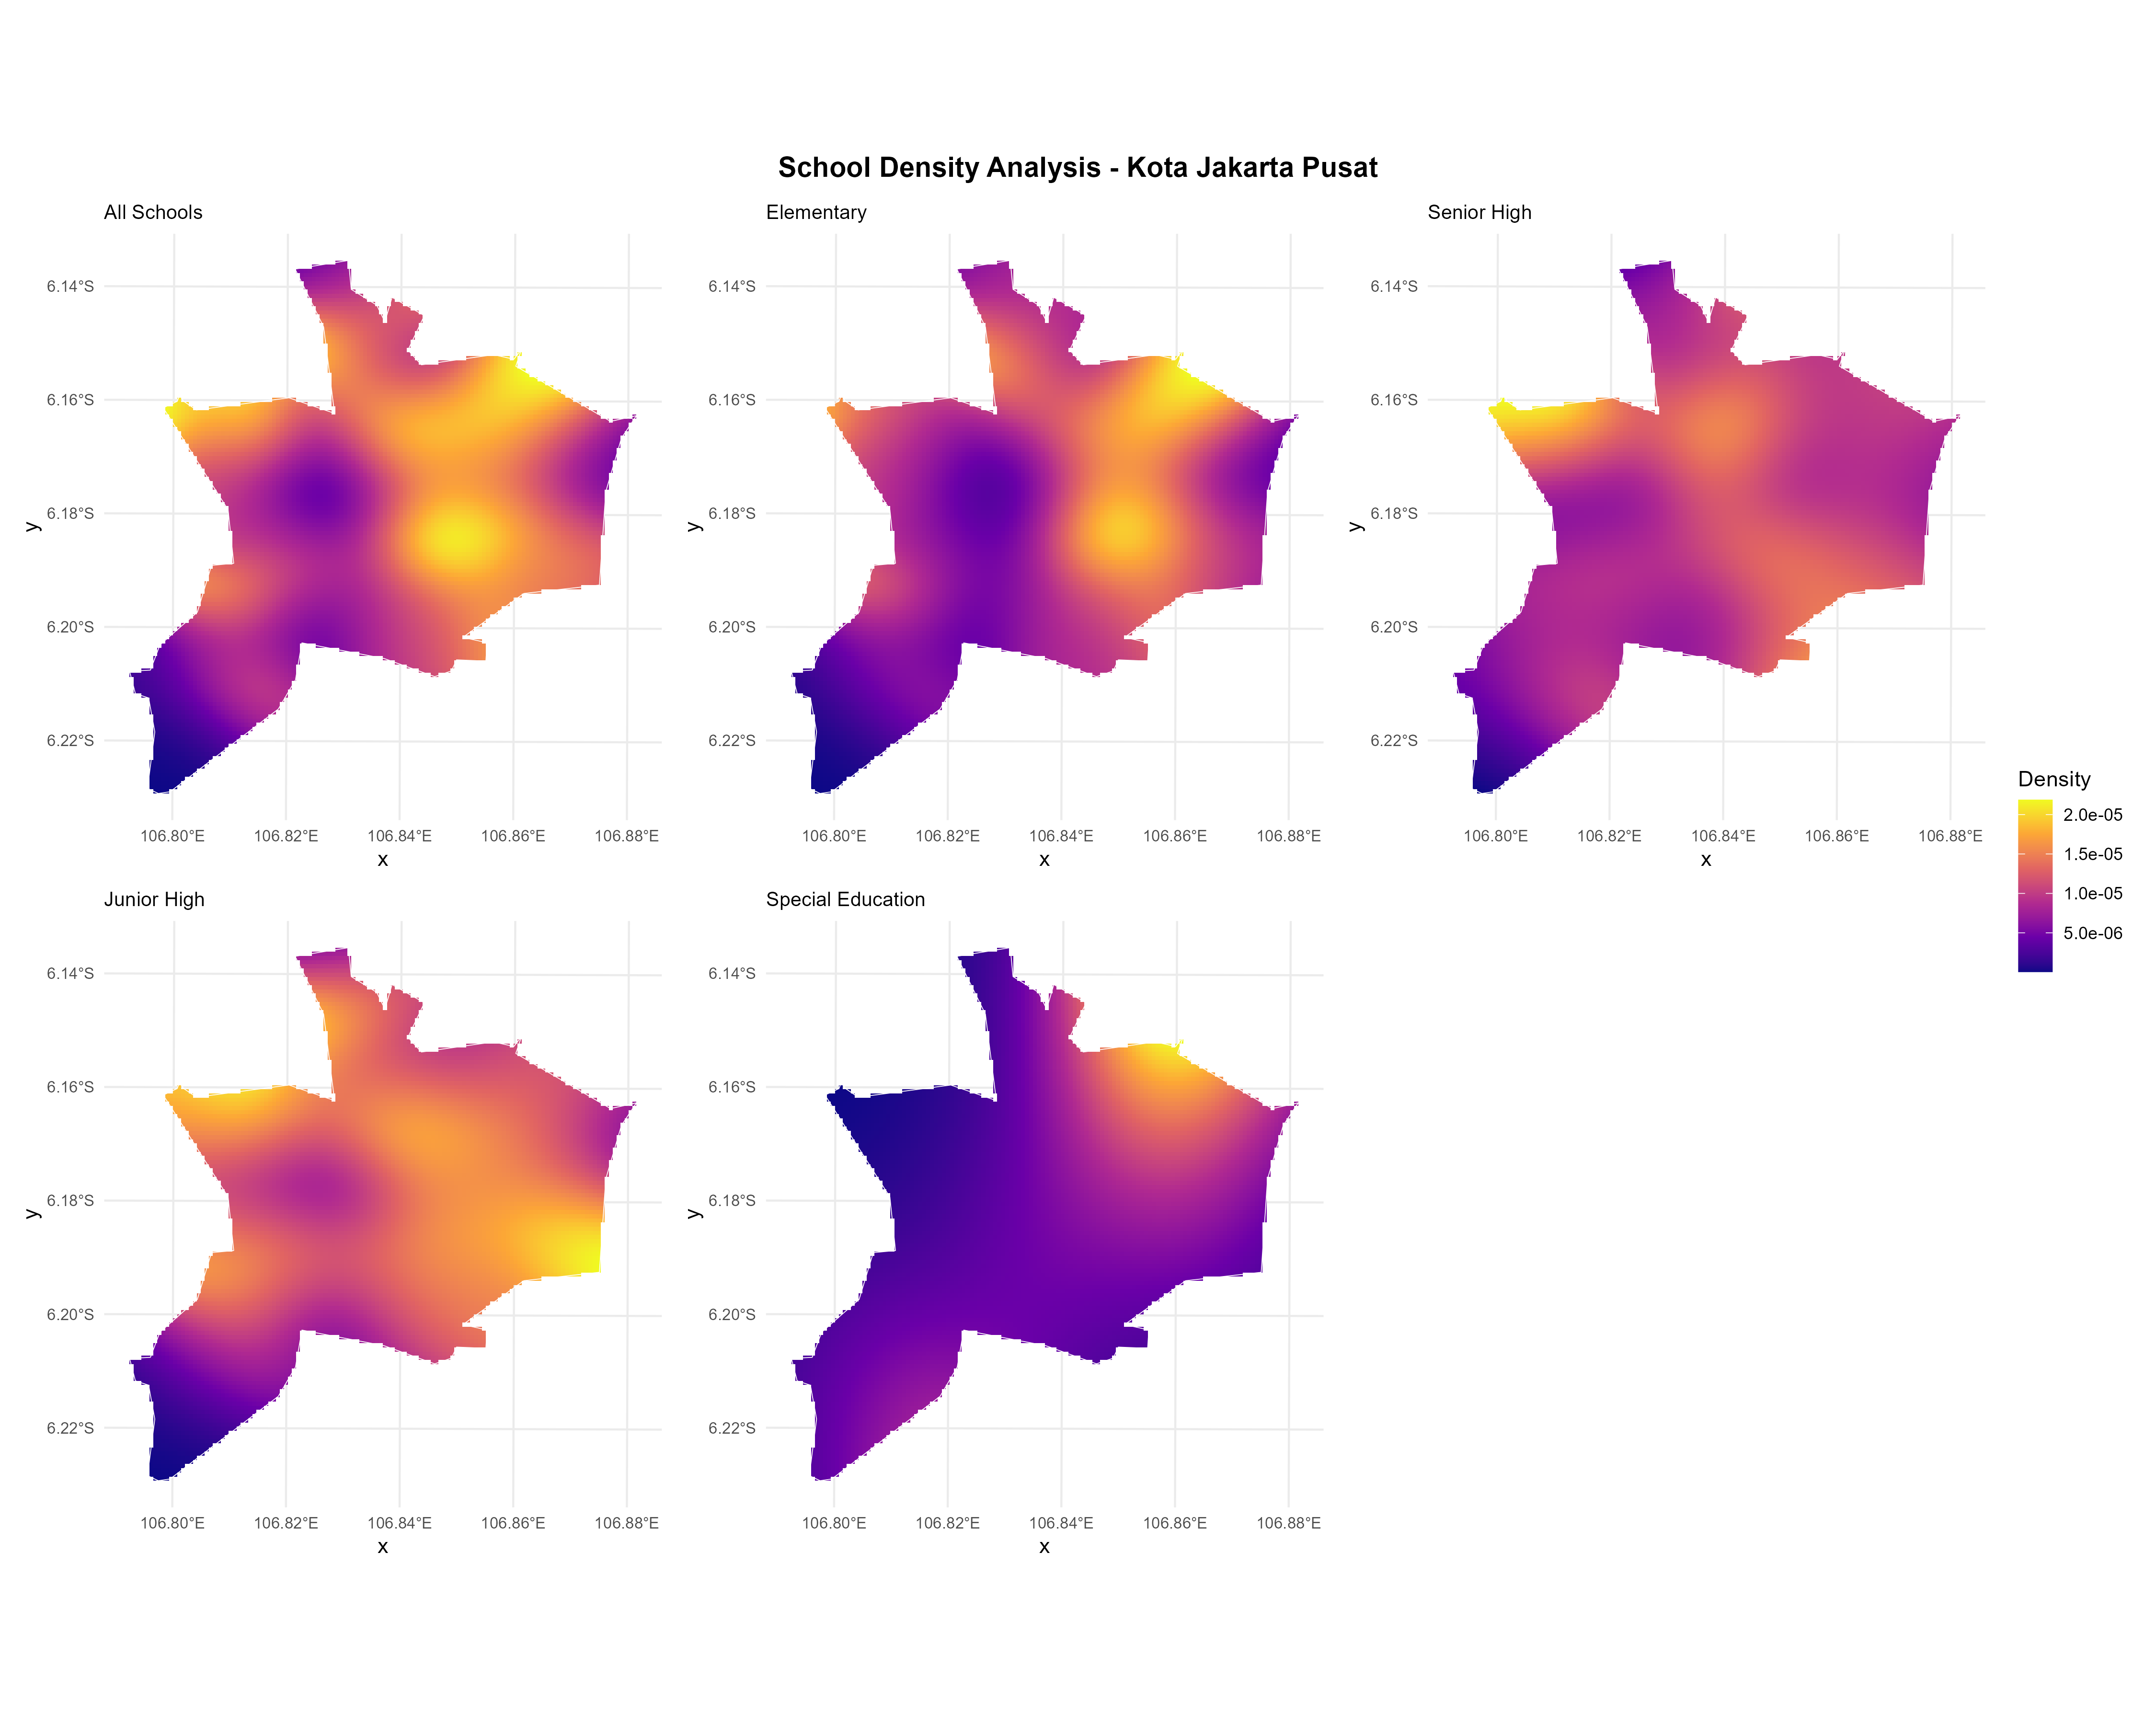 School Density Analysis - Kota Jakarta Pusat
All Schools
6.14°S
6.16°S
6.18°S
6.20°S
6.22°S
y
106.80°E 106.82°E 106.84°E 106.86°E 106.88°E
x
Elementary
6.14°S
6.16°S
6.18°S
6.20°S
6.22°S
y
106.80°E 106.82°E 106.84°E 106.86°E 106.88°E
x
Senior High
6.14°S
6.16°S
6.18°S
6.20°S
6.22°S
y
106.80°E 106.82°E 106.84°E 106.86°E 106.88°E
x
Density
2.0e-05
1.5e-05
1.0e-05
5.0e-06
Junior High
6.14°S
6.16°S
6.18°S
6.20°S
6.22°S
y
106.80°E 106.82°E 106.84°E 106.86°E 106.88°E
x
Special Education
6.14°S
6.16°S
6.18°S
6.20°S
6.22°S
y
106.80°E 106.82°E 106.84°E 106.86°E 106.88°E
x